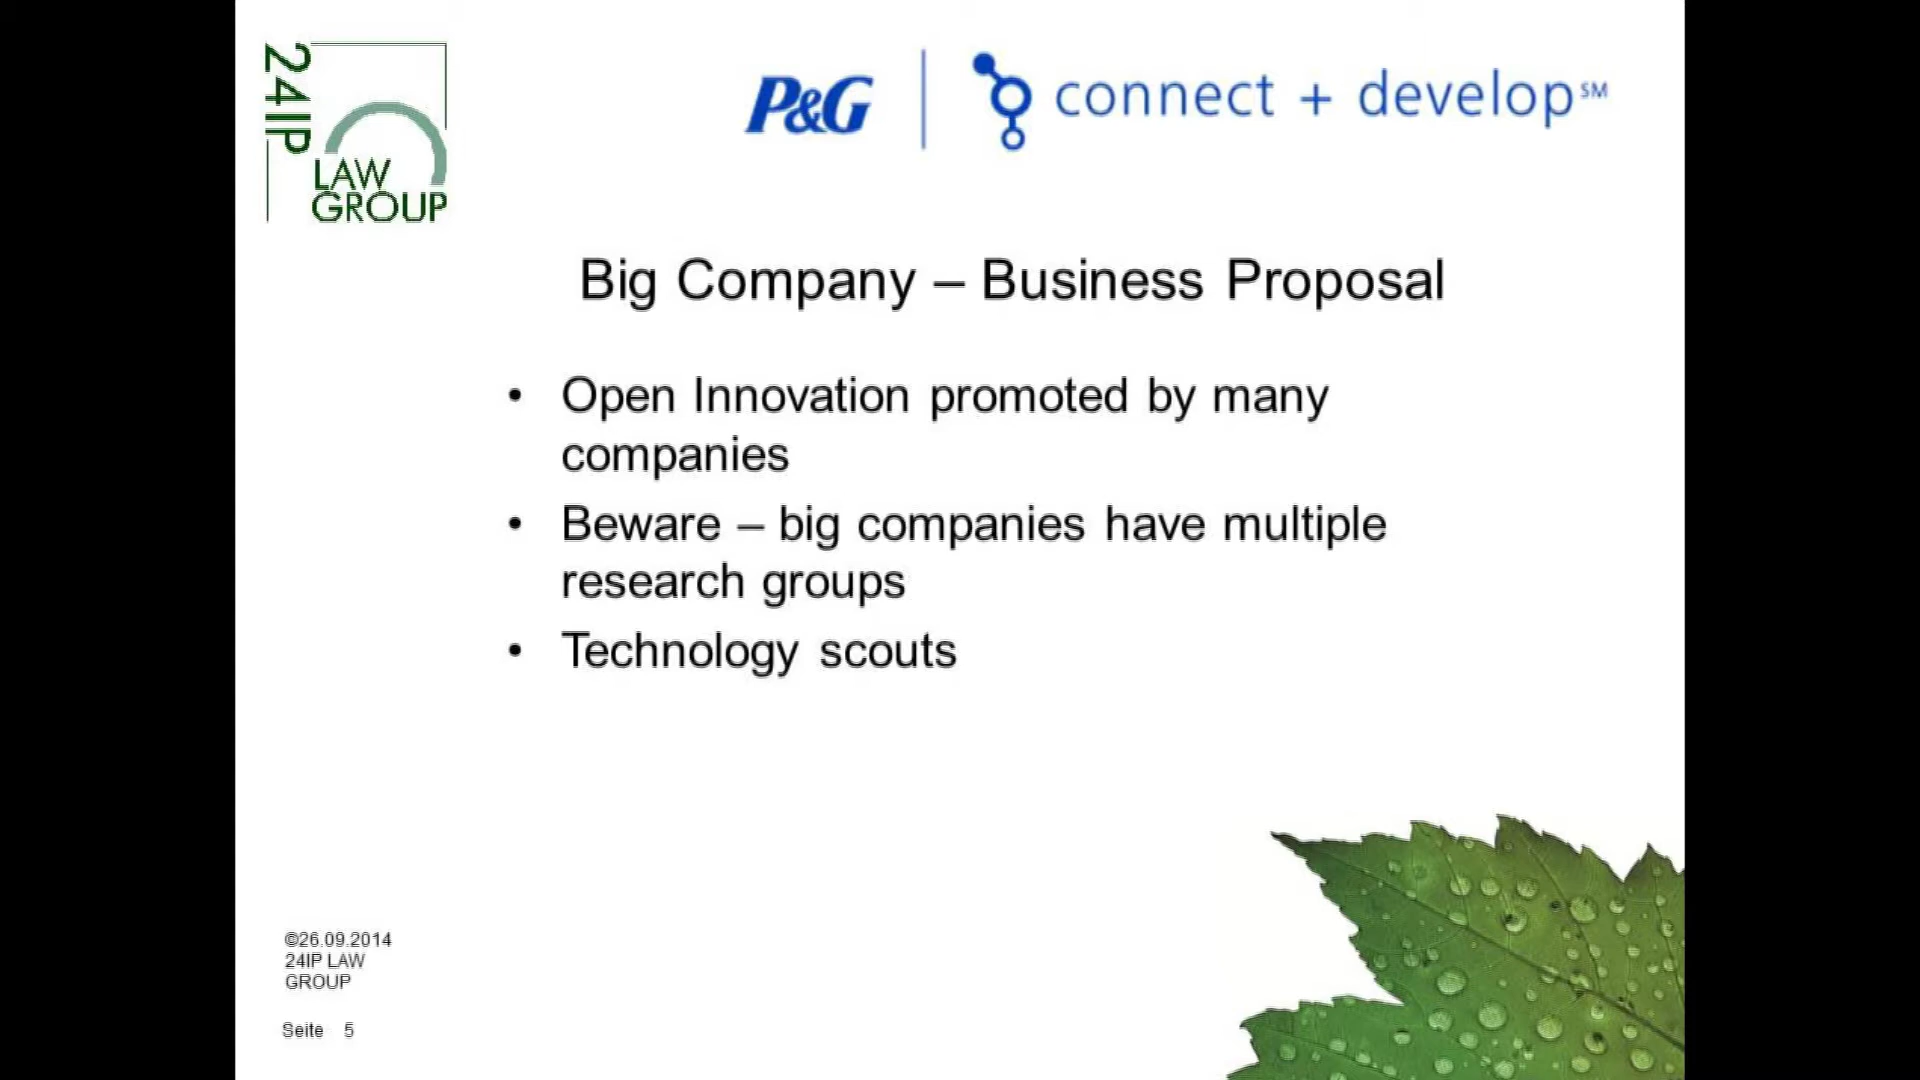 24IP
LAW
GROUP
P&G
connect + develop℠
Big Company – Business Proposal
• Open Innovation promoted by many
companies
• Beware – big companies have multiple
research groups
• Technology scouts
©26.09.2014
24IP LAW
GROUP
Seite 5